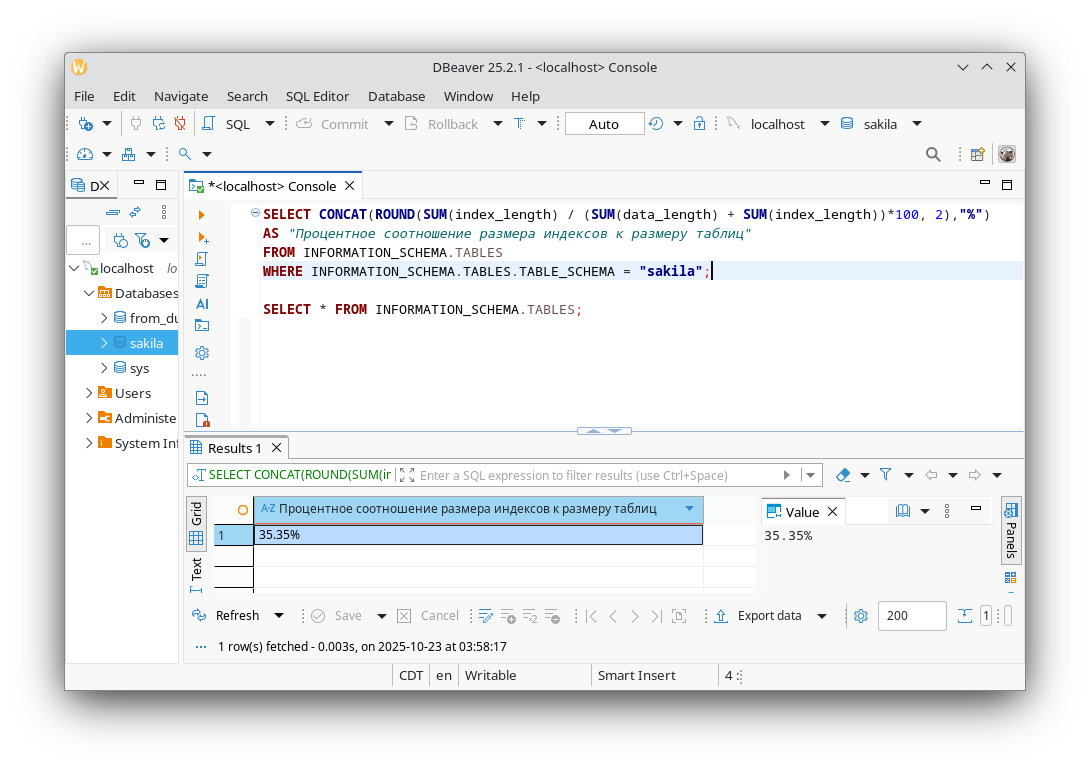 DBeaver 25.2.1 - <localhost> Console
File Edit Navigate Search SQL Editor Database Window Help
SQL Commit Rollback T Auto localhost sakila
D
*<localhost> Console
SELECT CONCAT(ROUND(SUM(index_length) / (SUM(data_length) + SUM(index_length))*100, 2),"%")
AS "Процентное соотношение размера индексов к размеру таблиц"
FROM INFORMATION_SCHEMA.TABLES
WHERE INFORMATION_SCHEMA.TABLES.TABLE_SCHEMA = "sakila";
SELECT * FROM INFORMATION_SCHEMA.TABLES;
AI
...
localhost lo
Databases
from_du
sakila
sys
Users
Administe
System Inf
Results 1
SELECT CONCAT(ROUND(SUM(in Enter a SQL expression to filter results (use Ctrl+Space)
Grid
Text
A-Z Процентное соотношение размера индексов к размеру таблиц
1 35.35%
Value
35.35%
Panels
Refresh Save Cancel Export data 200 1
... 1 row(s) fetched - 0.003s, on 2025-10-23 at 03:58:17
CDT en Writable Smart Insert 4 :